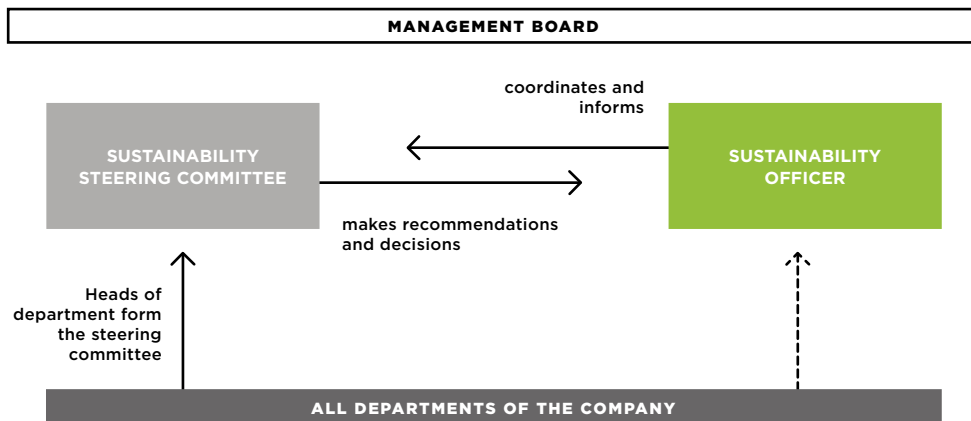 MANAGEMENT BOARD
coordinates and
informs
SUSTAINABILITY
STEERING COMMITTEE
SUSTAINABILITY
OFFICER
makes recommendations
and decisions
Heads of
department form
the steering
committee
ALL DEPARTMENTS OF THE COMPANY